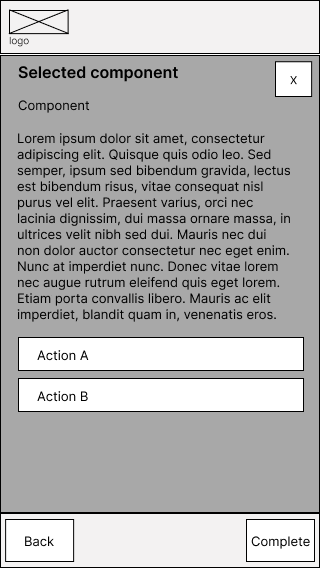 logo
Selected component
X
Component
Lorem ipsum dolor sit amet, consectetur
adipiscing elit. Quisque quis odio leo. Sed
semper, ipsum sed bibendum gravida, lectus
est bibendum risus, vitae consequat nisl
purus vel elit. Praesent varius, orci nec
lacinia dignissim, dui massa ornare massa, in
ultrices velit nibh sed dui. Mauris nec dui
non dolor auctor consectetur nec eget enim.
Nunc at imperdiet nunc. Donec vitae lorem
nec augue rutrum eleifend quis eget lorem.
Etiam porta convallis libero. Mauris ac elit
imperdiet, blandit quam in, venenatis eros.
Action A
Action B
Back
Complete